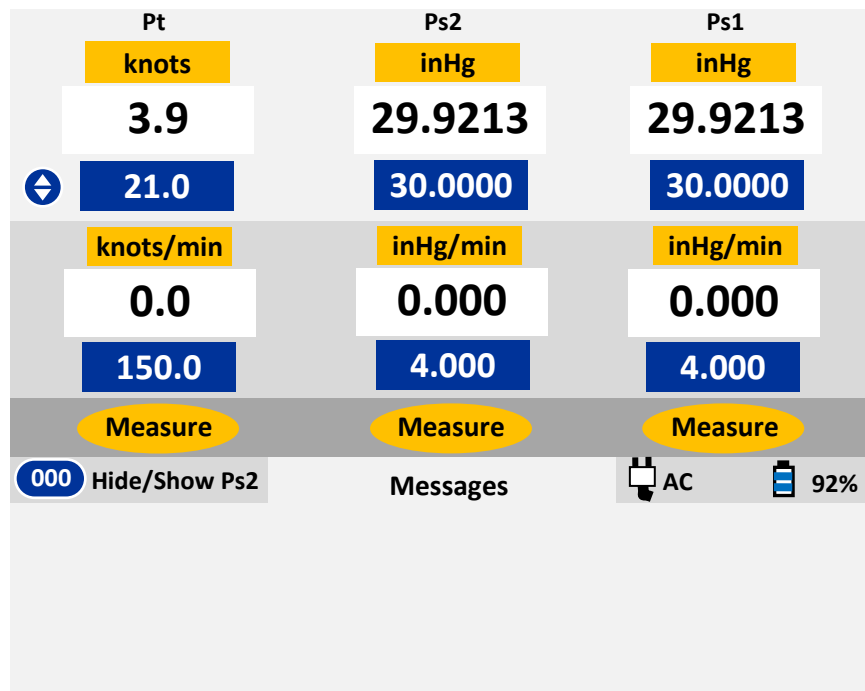 Pt Ps2 Ps1
knots inHg inHg
3.9 29.9213 29.9213
21.0 30.0000 30.0000
knots/min inHg/min inHg/min
0.0 0.000 0.000
150.0 4.000 4.000
Measure Measure Measure
000 Hide/Show Ps2 Messages AC 92%